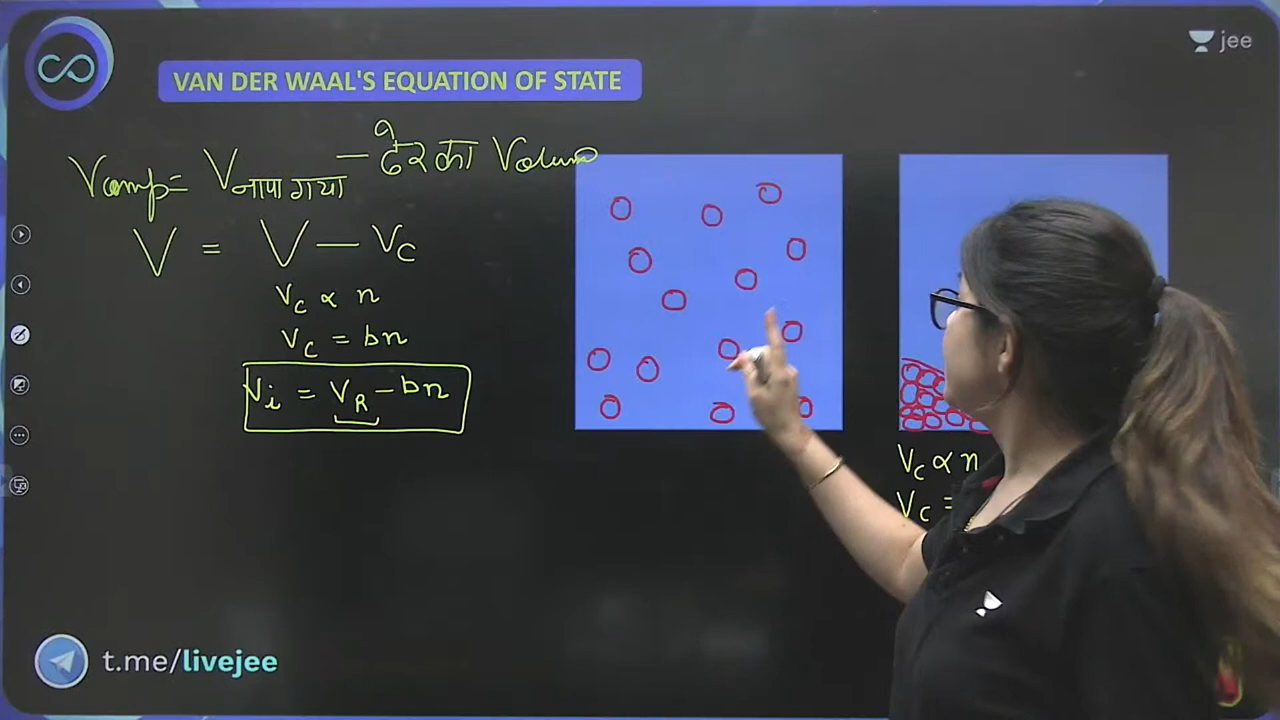 jee
VAN DER WAAL'S EQUATION OF STATE
Vamp = Vनापा गया − ढेर का Volume
V = V − Vc
Vc ∝ n
Vc = bn
Vi = VR − bn
Vc ∝ n
Vc =
t.me/livejee